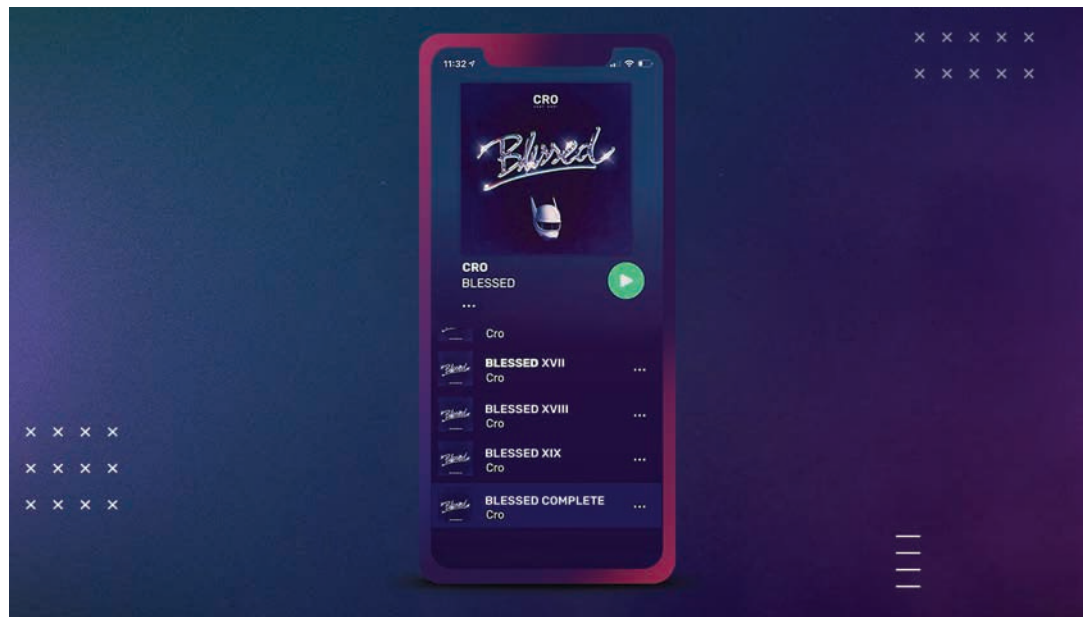 11:32
CRO
Blessed
CRO
BLESSED
...
Cro
BLESSED XVII
Cro
...
BLESSED XVIII
Cro
...
BLESSED XIX
Cro
...
BLESSED COMPLETE
Cro
...